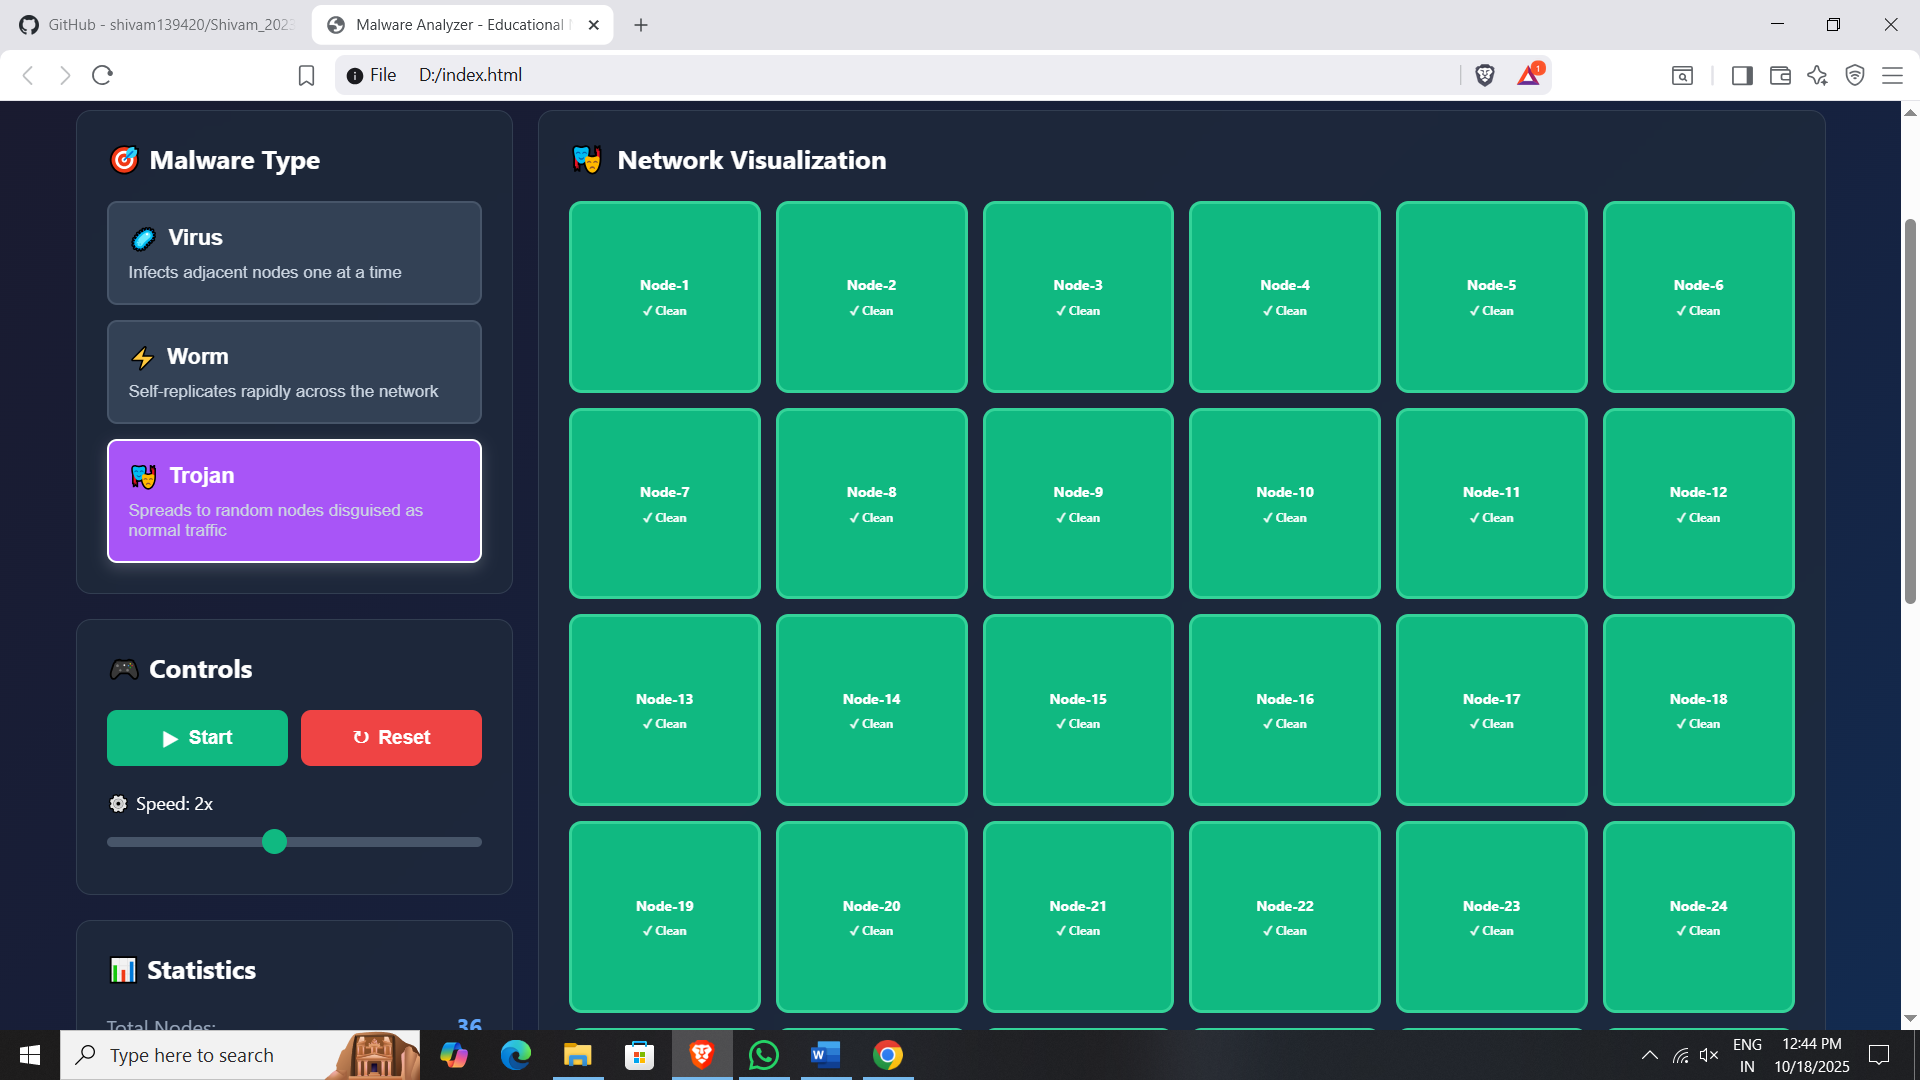 GitHub - shivam139420/Shivam_2023
Malware Analyzer - Educational
File D:/index.html
1
Malware Type
Virus
Infects adjacent nodes one at a time
Worm
Self-replicates rapidly across the network
Trojan
Spreads to random nodes disguised as
normal traffic
Controls
▶ Start
↻ Reset
Speed: 2x
Statistics
Total Nodes: 36
Network Visualization
Node-1
✓ Clean
Node-2
✓ Clean
Node-3
✓ Clean
Node-4
✓ Clean
Node-5
✓ Clean
Node-6
✓ Clean
Node-7
✓ Clean
Node-8
✓ Clean
Node-9
✓ Clean
Node-10
✓ Clean
Node-11
✓ Clean
Node-12
✓ Clean
Node-13
✓ Clean
Node-14
✓ Clean
Node-15
✓ Clean
Node-16
✓ Clean
Node-17
✓ Clean
Node-18
✓ Clean
Node-19
✓ Clean
Node-20
✓ Clean
Node-21
✓ Clean
Node-22
✓ Clean
Node-23
✓ Clean
Node-24
✓ Clean
Type here to search
ENG
IN
12:44 PM
10/18/2025